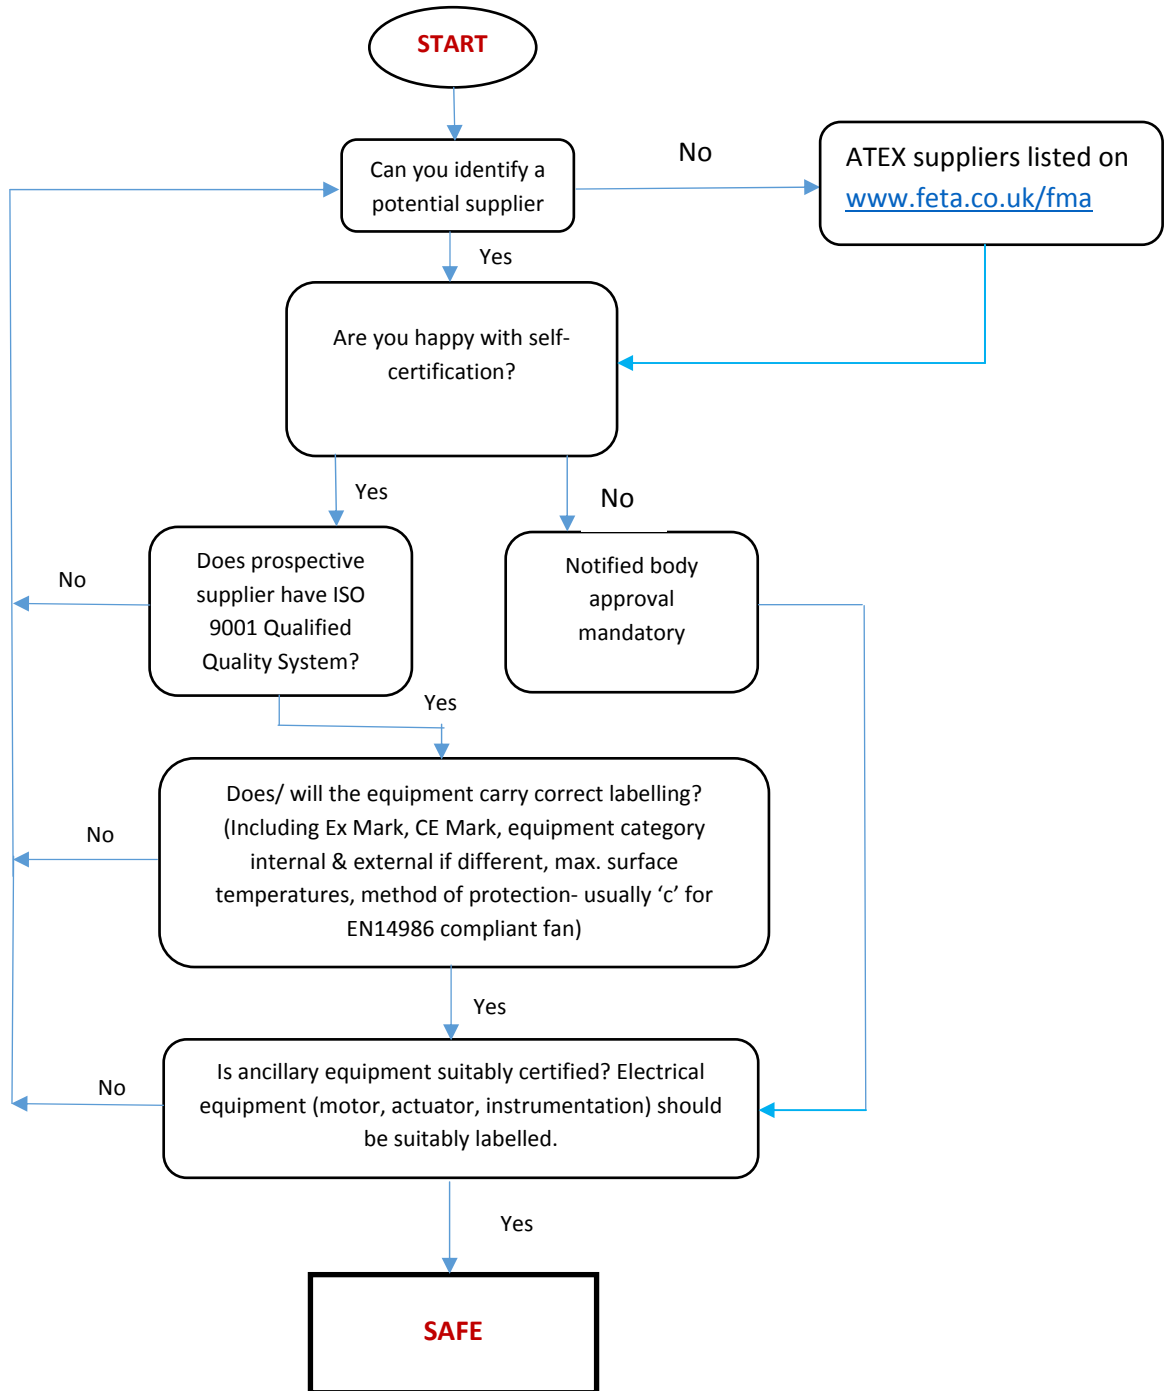 START
Can you identify a
potential supplier
No
ATEX suppliers listed on
www.feta.co.uk/fma
Yes
Are you happy with self-
certification?
Yes
No
No
Does prospective
supplier have ISO
9001 Qualified
Quality System?
Notified body
approval
mandatory
Yes
No
Does/ will the equipment carry correct labelling?
(Including Ex Mark, CE Mark, equipment category
internal & external if different, max. surface
temperatures, method of protection- usually ‘c’ for
EN14986 compliant fan)
Yes
No
Is ancillary equipment suitably certified? Electrical
equipment (motor, actuator, instrumentation) should
be suitably labelled.
Yes
SAFE